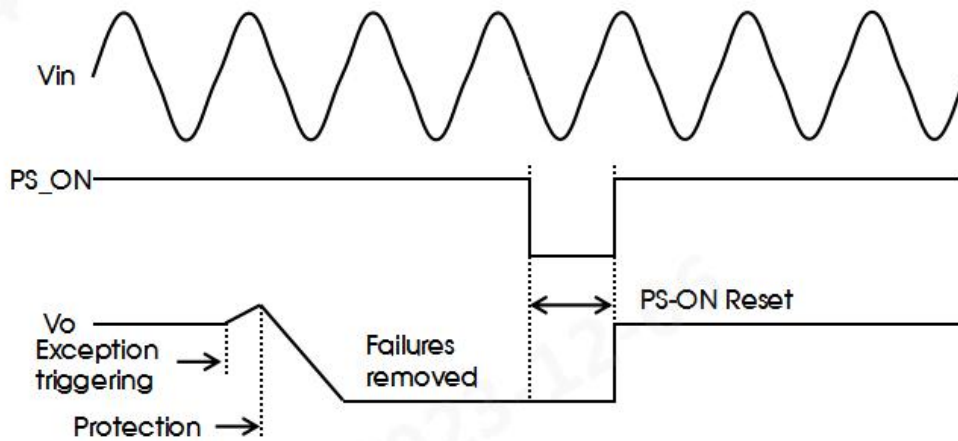 Vin
PS_ON
PS-ON Reset
Vo
Exception
triggering
Failures
removed
Protection